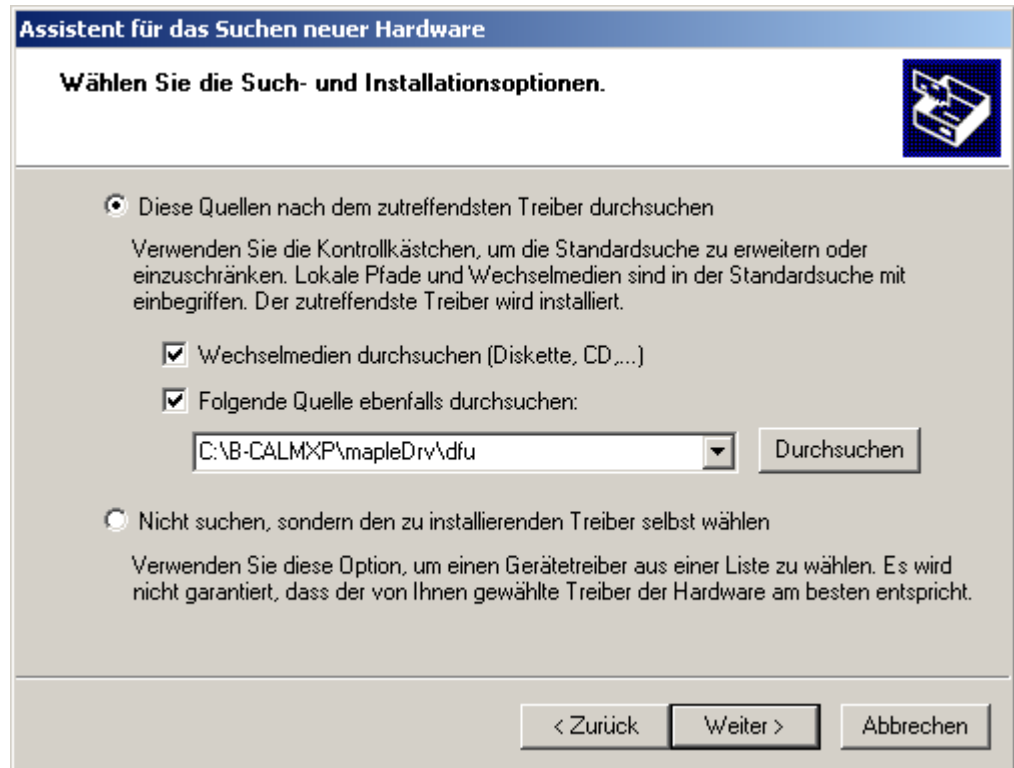 Assistent für das Suchen neuer Hardware
Wählen Sie die Such- und Installationsoptionen.
Diese Quellen nach dem zutreffendsten Treiber durchsuchen
Verwenden Sie die Kontrollkästchen, um die Standardsuche zu erweitern oder
einzuschränken. Lokale Pfade und Wechselmedien sind in der Standardsuche mit
einbegriffen. Der zutreffendste Treiber wird installiert.
Wechselmedien durchsuchen (Diskette, CD,...)
Folgende Quelle ebenfalls durchsuchen:
C:\B-CALMXP\mapleDrv\dfu
Durchsuchen
Nicht suchen, sondern den zu installierenden Treiber selbst wählen
Verwenden Sie diese Option, um einen Gerätetreiber aus einer Liste zu wählen. Es wird
nicht garantiert, dass der von Ihnen gewählte Treiber der Hardware am besten entspricht.
< Zurück
Weiter >
Abbrechen